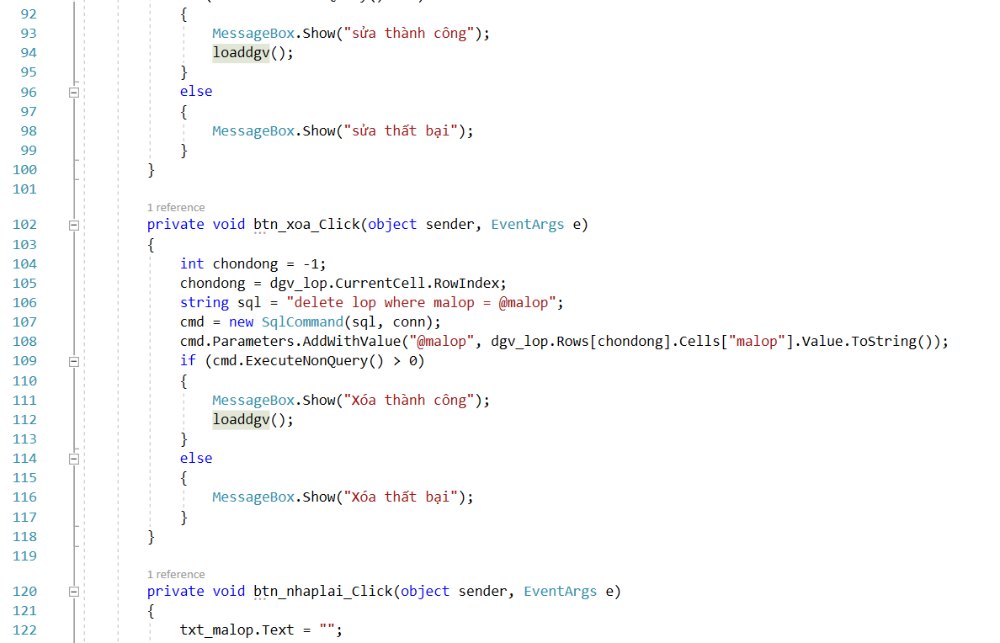 92 {
93 MessageBox.Show("sửa thành công");
94 loaddgv();
95 }
96 else
97 {
98 MessageBox.Show("sửa thất bại");
99 }
100 }
101
1 reference
102 private void btn_xoa_Click(object sender, EventArgs e)
103 {
104 int chondong = -1;
105 chondong = dgv_lop.CurrentCell.RowIndex;
106 string sql = "delete lop where malop = @malop";
107 cmd = new SqlCommand(sql, conn);
108 cmd.Parameters.AddWithValue("@malop", dgv_lop.Rows[chondong].Cells["malop"].Value.ToString());
109 if (cmd.ExecuteNonQuery() > 0)
110 {
111 MessageBox.Show("Xóa thành công");
112 loaddgv();
113 }
114 else
115 {
116 MessageBox.Show("Xóa thất bại");
117 }
118 }
119
1 reference
120 private void btn_nhaplai_Click(object sender, EventArgs e)
121 {
122 txt_malop.Text = "";